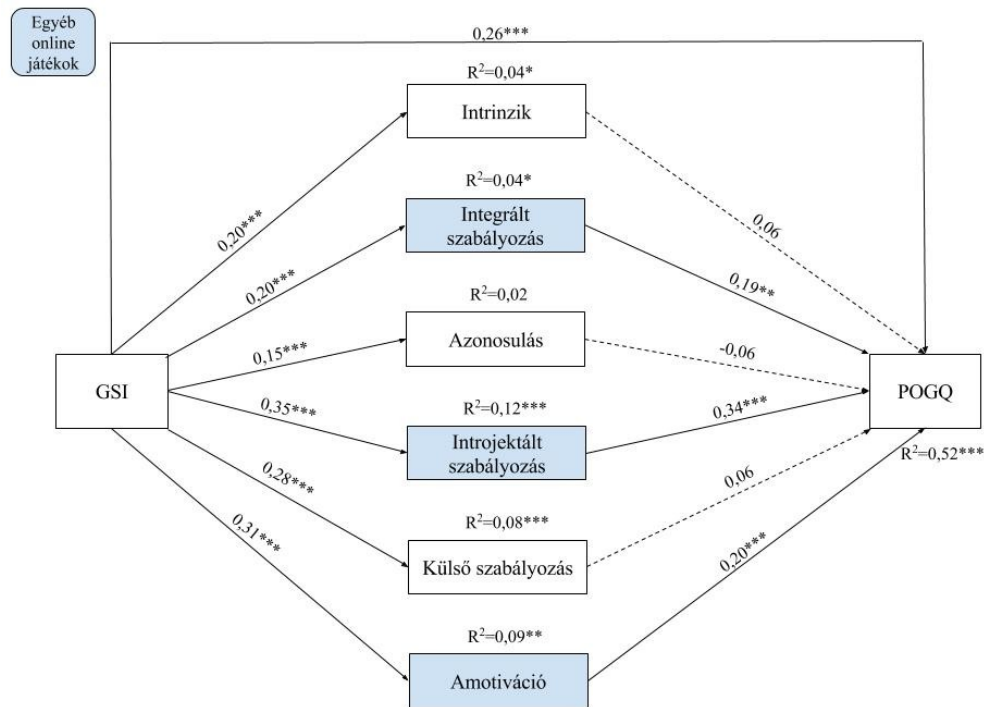 Egyéb
online
játékok
0,26***
R²=0,04*
Intrinzik
0,20***
0,06
R²=0,04*
Integrált
szabályozás
0,20***
0,19**
R²=0,02
Azonosulás
0,15***
-0,06
GSI
POGQ
R²=0,52***
R²=0,12***
Introjektált
szabályozás
0,35***
0,34***
R²=0,08***
Külső szabályozás
0,28***
0,06
R²=0,09**
Amotiváció
0,31***
0,20***